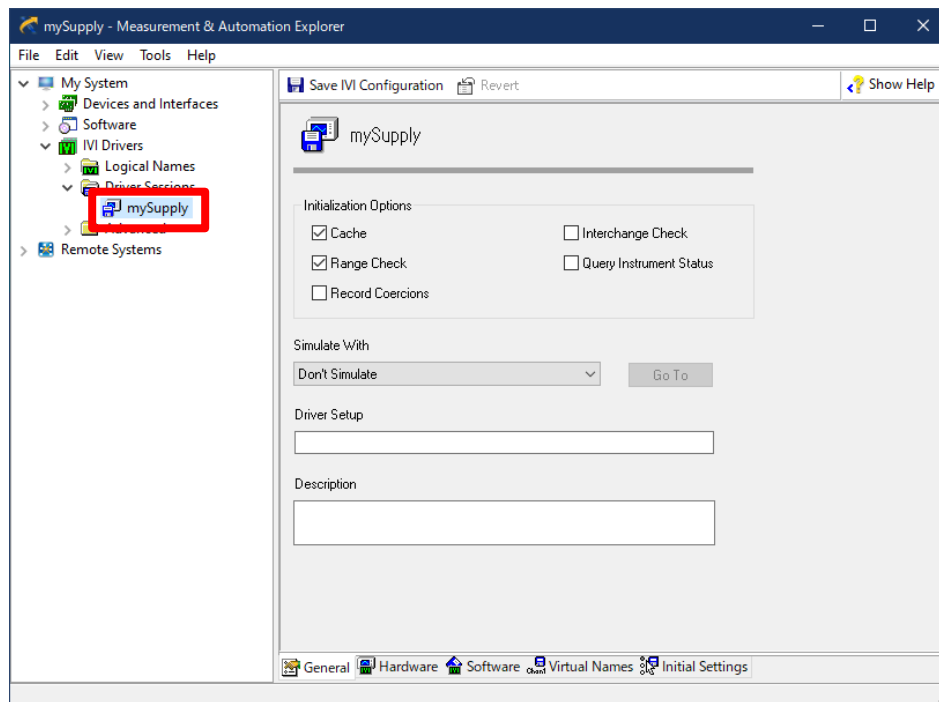 mySupply - Measurement & Automation Explorer
File Edit View Tools Help
My System
Devices and Interfaces
Software
IVI Drivers
Logical Names
Driver Sessions
mySupply
Advanced
Remote Systems
Save IVI Configuration Revert Show Help
mySupply
Initialization Options
Cache Interchange Check
Range Check Query Instrument Status
Record Coercions
Simulate With
Don't Simulate Go To
Driver Setup
Description
General Hardware Software Virtual Names Initial Settings